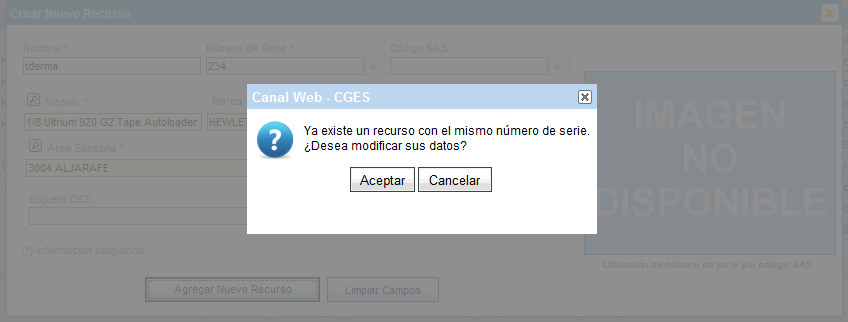 Crear Nuevo Recurso
Nombre * Número de Serie * Código SAS
tderma 234
Modelo * Marca
1/8 Ultrium 920 G2 Tape Autoloader HEWLET
Área Sanitaria *
3004 ALJARAFE
Etiqueta CICE
(*) Información obligatoria
Agregar Nuevo Recurso Limpiar Campos
IMAGEN
NO
DISPONIBLE
Ubicación de número de serie y/o código SAS.
Canal Web - CGES
Ya existe un recurso con el mismo número de serie.
¿Desea modificar sus datos?
Aceptar Cancelar